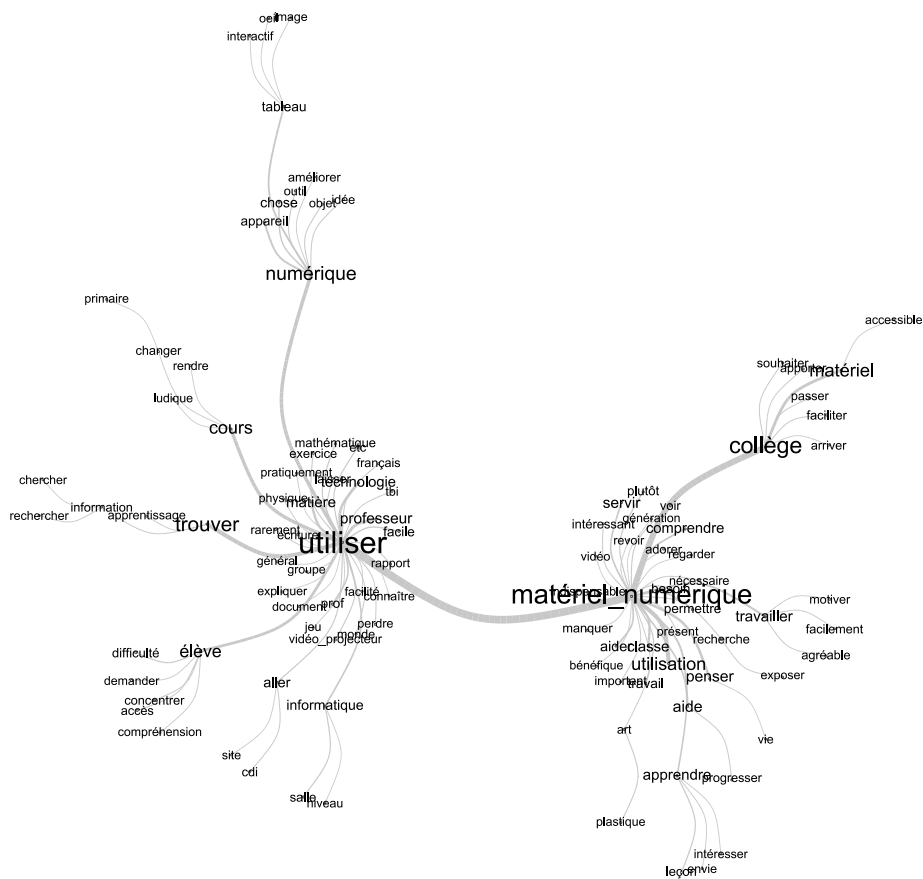 oeil
image
interactif
tableau
améliorer
outil
chose
objet
idée
appareil
numérique
primaire
changer
rendre
ludique
cours
accessible
souhaiter
apporter
matériel
passer
faciliter
collège
arriver
mathématique
etc
exercice
français
pratiquement
laisser
technologie
physique
matière
tbi
chercher
information
rechercher
apprentissage
trouver
professeur
rarement
écriture
facile
utiliser
général
groupe
rapport
expliquer
facilité
connaître
document
prof
perdre
jeu
monde
vidéo_projecteur
plutôt
servir
voir
génération
intéressant
comprendre
revoir
vidéo
adorer
regarder
nécessaire
indispensable
besoin
matériel_numérique
permettre
travailler
motiver
facilement
agréable
manquer
présent
recherche
aide
classe
bénéfique
utilisation
important
travail
penser
exposer
difficulté
élève
demander
concentrer
accès
compréhension
aller
informatique
site
cdi
salle
niveau
aide
art
vie
apprendre
progresser
plastique
intéresser
envie
leçon